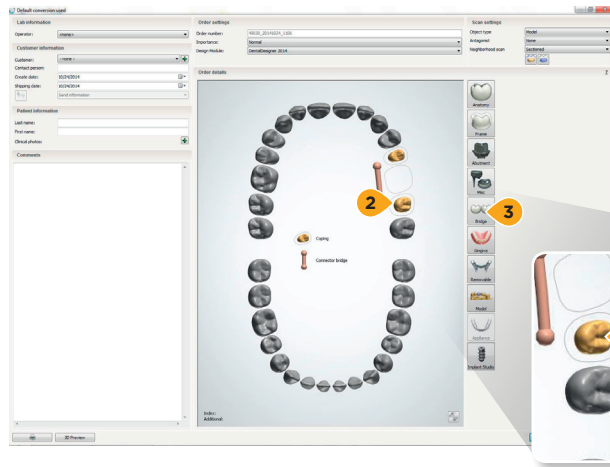 Default conversion used
Lab information
Operator: <none>
Customer information
Customer: <none>
Contact person:
Create date: 10/24/2014
Shipping date: 10/24/2014
Send information
Patient information
Last name:
First name:
Clinical photos:
Comments
3D Preview
Order settings
Order number:
Importance: Normal
Design Module: DentalDesigner 2014
Order details
Coping
Connector bridge
Index:
Additional:
2
Scan settings
Object type: Model
Antagonist: None
Neighborhood scan Sectioned
Anatomy
Frame
Abutment
Misc
Bridge
3
Gingiva
Removable
Model
Appliance
Implant Studio